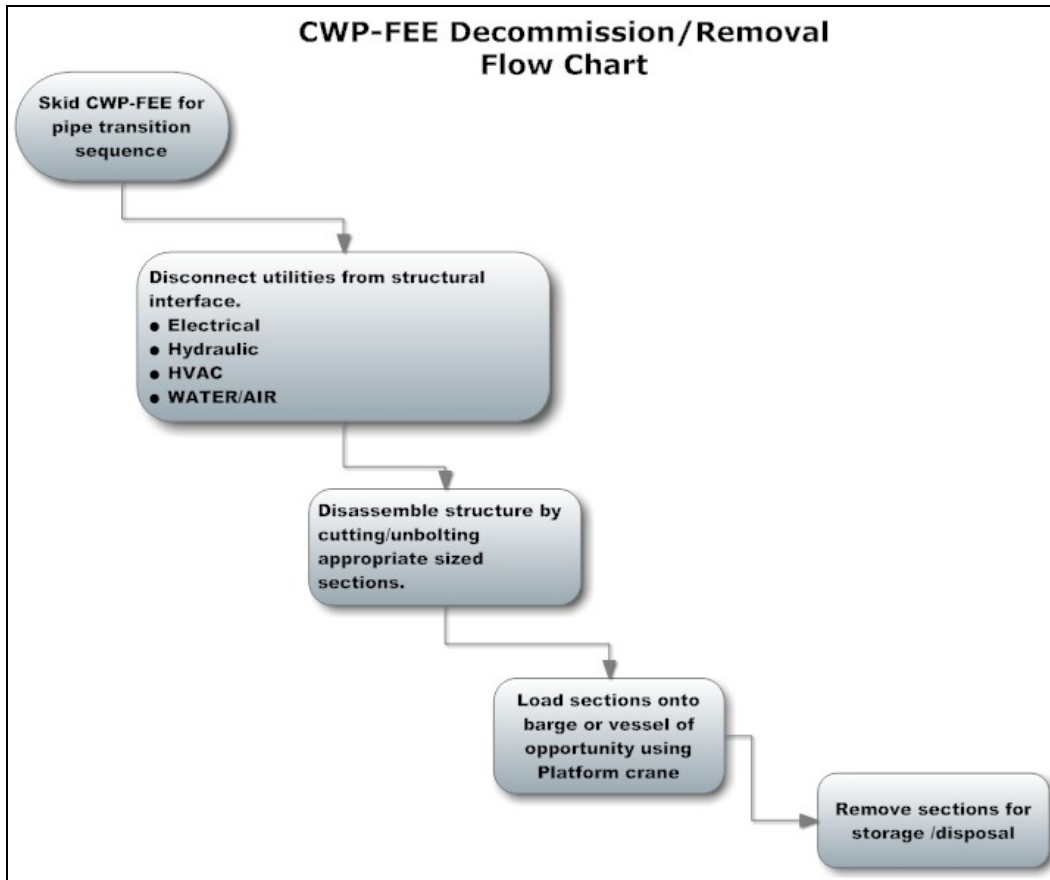 CWP-FEE Decommission/Removal
Flow Chart
Skid CWP-FEE for
pipe transition
sequence
Disconnect utilities from structural
interface.
● Electrical
● Hydraulic
● HVAC
● WATER/AIR
Disassemble structure by
cutting/unbolting
appropriate sized
sections.
Load sections onto
barge or vessel of
opportunity using
Platform crane
Remove sections for
storage /disposal